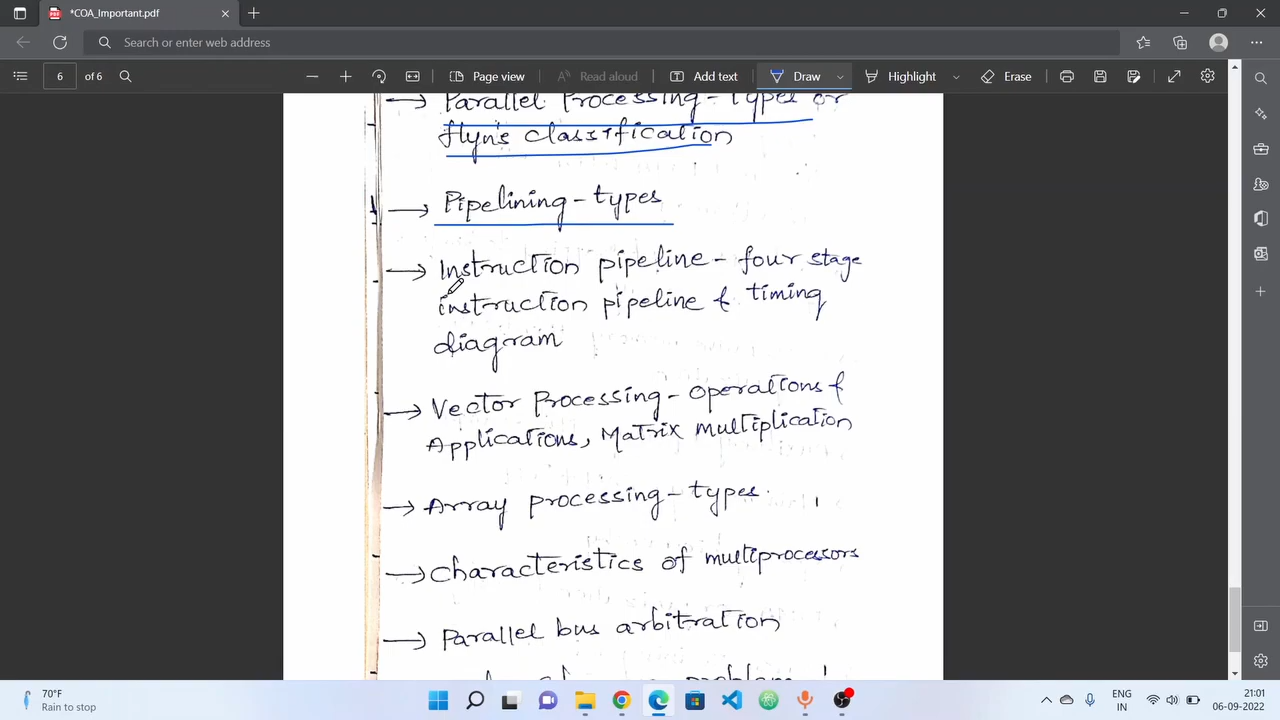 *COA_Important.pdf
Search or enter web address
6 of 6
Page view
Read aloud
Add text
Draw
Highlight
Erase
→ Parallel Processing - Types or
flyn's classification
→ Pipelining - types
→ Instruction pipeline - four stage
instruction pipeline & timing
diagram
→ Vector Processing - operations &
Applications, Matrix multiplication
→ Array processing - types.
→ characteristics of multiprocessors
→ Parallel bus arbitration
70°F
Rain to stop
ENG
IN
21:01
06-09-2022